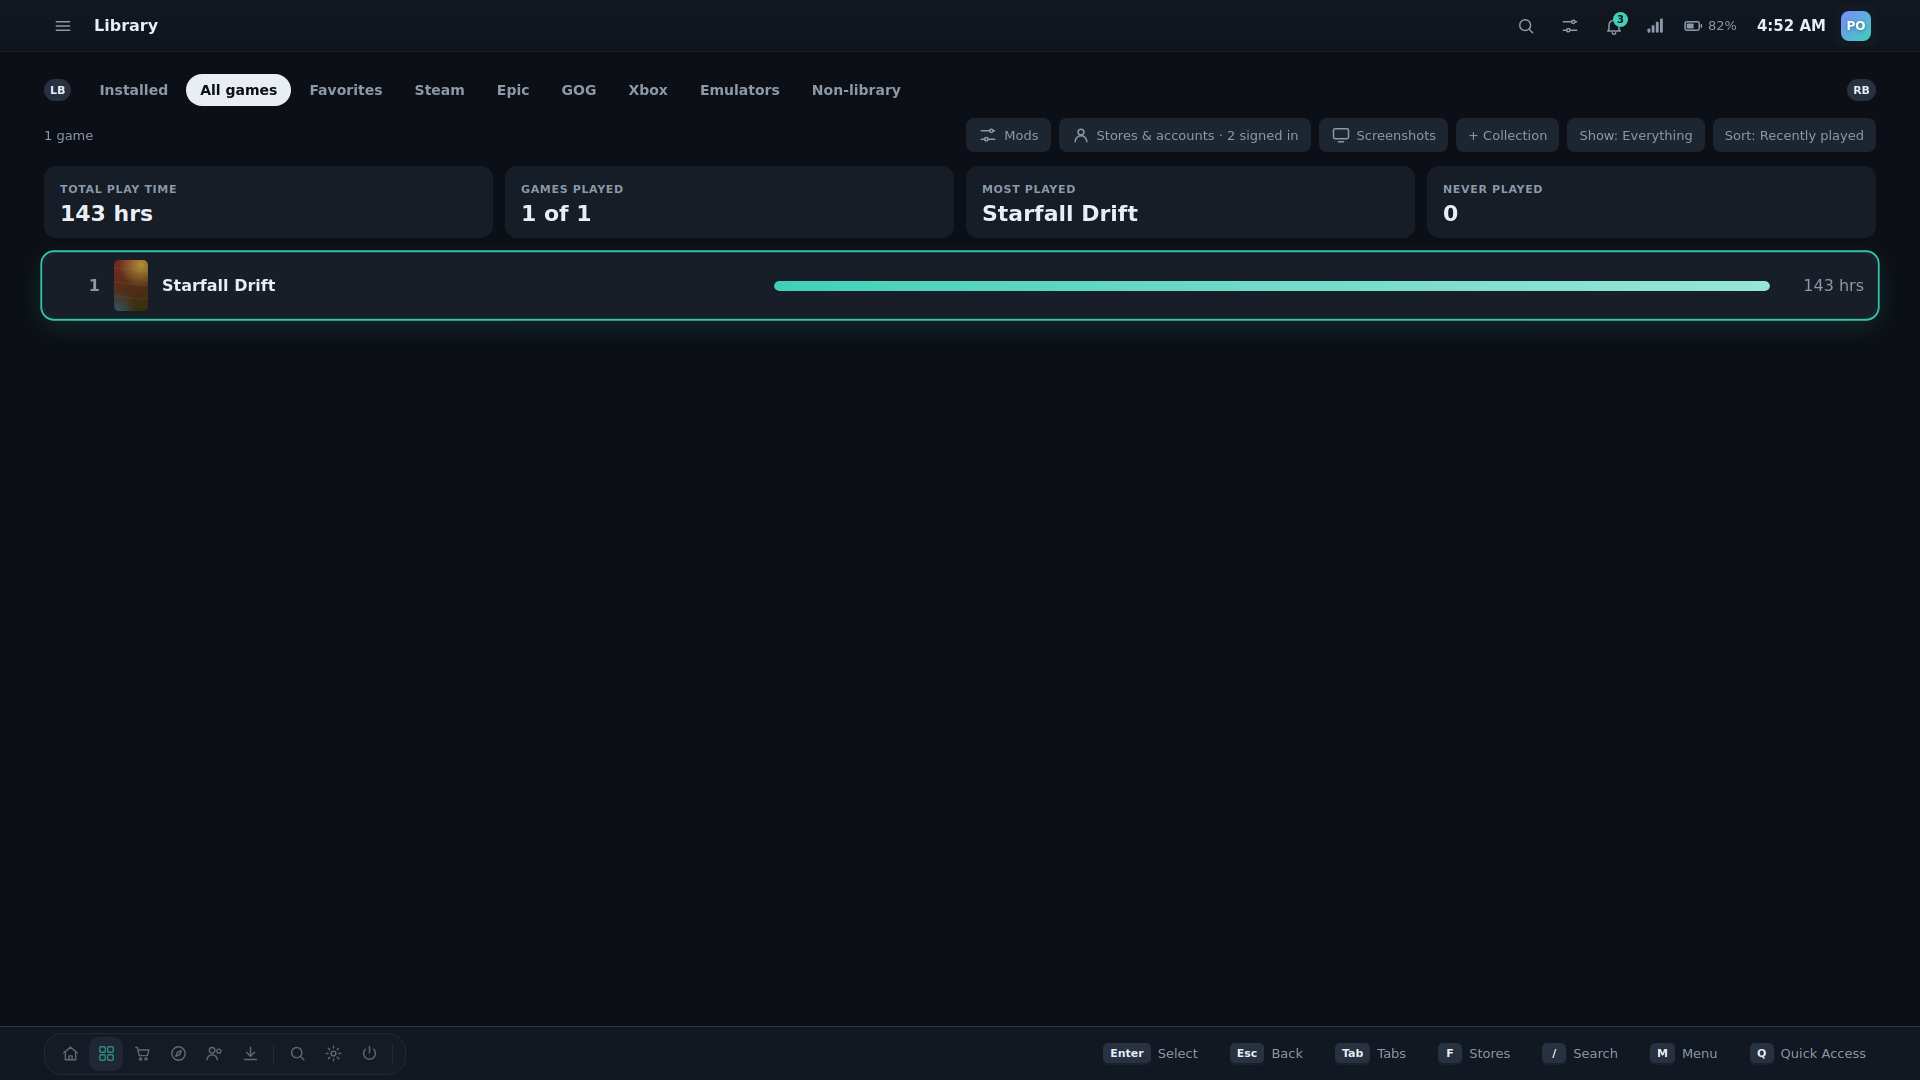 Library
3
82%
4:52 AM
PO
LB
Installed
All games
Favorites
Steam
Epic
GOG
Xbox
Emulators
Non-library
RB
1 game
Mods
Stores & accounts · 2 signed in
Screenshots
+ Collection
Show: Everything
Sort: Recently played
TOTAL PLAY TIME
143 hrs
GAMES PLAYED
1 of 1
MOST PLAYED
Starfall Drift
NEVER PLAYED
0
1
Starfall Drift
143 hrs
Enter Select
Esc Back
Tab Tabs
F Stores
/ Search
M Menu
Q Quick Access